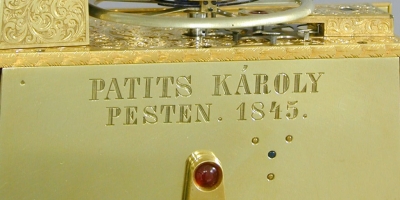 PATITS KÁROLY
PESTEN. 1845.